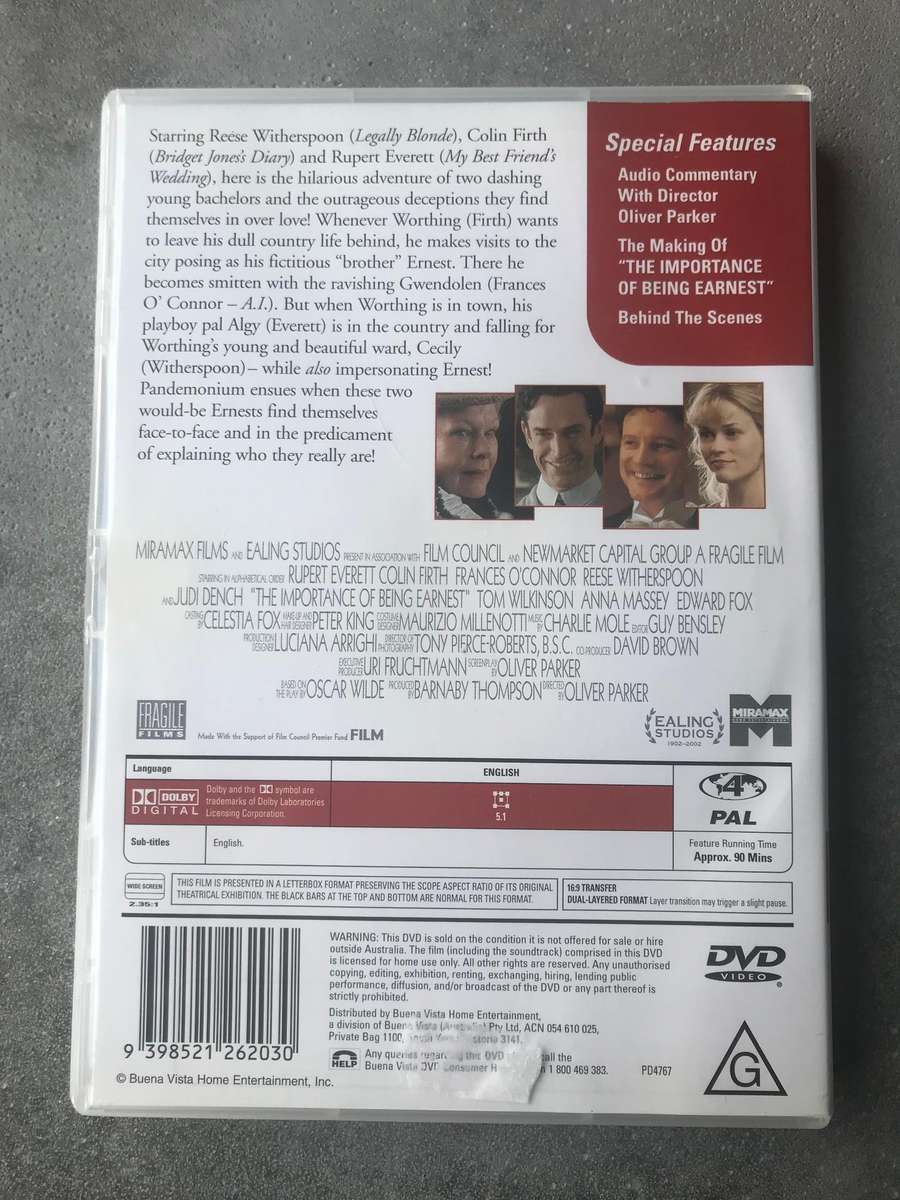 Starring Reese Witherspoon (Legally Blonde), Colin Firth
(Bridget Jones's Diary) and Rupert Everett (My Best Friend's
Wedding), here is the hilarious adventure of two dashing
young bachelors and the outrageous deceptions they find
themselves in over love! Whenever Worthing (Firth) wants
to leave his dull country life behind, he makes visits to the
city posing as his fictitious "brother" Ernest. There he
becomes smitten with the ravishing Gwendolen (Frances
O' Connor – A.I.). But when Worthing is in town, his
playboy pal Algy (Everett) is in the country and falling for
Worthing's young and beautiful ward, Cecily
(Witherspoon) – while also impersonating Ernest!
Pandemonium ensues when these two
would-be Ernests find themselves
face-to-face and in the predicament
of explaining who they really are!
Special Features
Audio Commentary
With Director
Oliver Parker
The Making Of
"THE IMPORTANCE
OF BEING EARNEST"
Behind The Scenes
MIRAMAX FILMS AND EALING STUDIOS PRESENT IN ASSOCIATION WITH FILM COUNCIL AND NEWMARKET CAPITAL GROUP A FRAGILE FILM
STARRING IN ALPHABETICAL ORDER RUPERT EVERETT COLIN FIRTH FRANCES O'CONNOR REESE WITHERSPOON
AND JUDI DENCH "THE IMPORTANCE OF BEING EARNEST" TOM WILKINSON ANNA MASSEY EDWARD FOX
CASTING BY CELESTIA FOX MAKE-UP AND HAIR DESIGNER PETER KING COSTUME DESIGNER MAURIZIO MILLENOTTI MUSIC BY CHARLIE MOLE EDITOR GUY BENSLEY
PRODUCTION DESIGNER LUCIANA ARRIGHI DIRECTOR OF PHOTOGRAPHY TONY PIERCE-ROBERTS, B.S.C. CO-PRODUCER DAVID BROWN
EXECUTIVE PRODUCER URI FRUCHTMANN SCREENPLAY BY OLIVER PARKER
BASED ON THE PLAY BY OSCAR WILDE PRODUCED BY BARNABY THOMPSON DIRECTED BY OLIVER PARKER
FRAGILE
FILMS
Made With the Support of Film Council Premier Fund FILM
EALING
STUDIOS
1902–2002
MIRAMAX
Language
ENGLISH
DOLBY
DIGITAL
Dolby and the DD symbol are
trademarks of Dolby Laboratories
Licensing Corporation.
5.1
4
PAL
Sub-titles
English.
Feature Running Time
Approx. 90 Mins
WIDE SCREEN
2.35:1
THIS FILM IS PRESENTED IN A LETTERBOX FORMAT PRESERVING THE SCOPE ASPECT RATIO OF ITS ORIGINAL
THEATRICAL EXHIBITION. THE BLACK BARS AT THE TOP AND BOTTOM ARE NORMAL FOR THIS FORMAT.
16:9 TRANSFER
DUAL-LAYERED FORMAT Layer transition may trigger a slight pause.
WARNING: This DVD is sold on the condition it is not offered for sale or hire
outside Australia. The film (including the soundtrack) comprised in this DVD
is licensed for home use only. All other rights are reserved. Any unauthorised
copying, editing, exhibition, renting, exchanging, hiring, lending public
performance, diffusion, and/or broadcast of the DVD or any part thereof is
strictly prohibited.
Distributed by Buena Vista Home Entertainment,
a division of Buena Vista (Australia) Pty Ltd, ACN 054 610 025,
Private Bag 1100, 3141.
HELP
Any queries the DVD call the
Buena Vista DVD Consumer 1 800 469 383.
PD4767
DVD
VIDEO
G
9 398521 262030
© Buena Vista Home Entertainment, Inc.